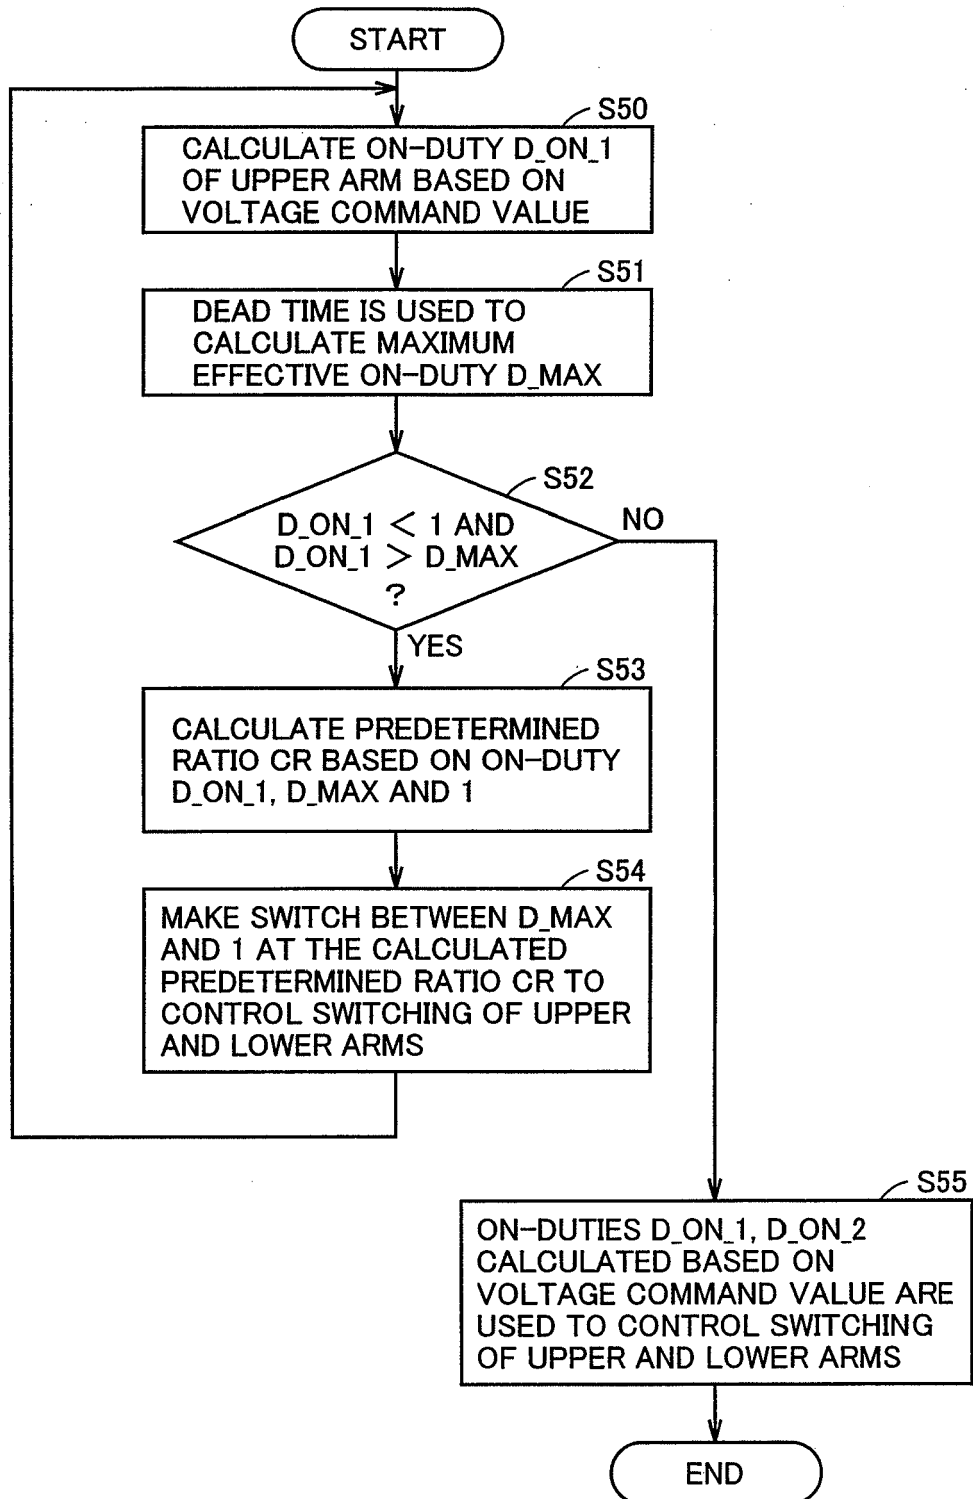 START
S50
CALCULATE ON-DUTY D_ON_1
OF UPPER ARM BASED ON
VOLTAGE COMMAND VALUE
S51
DEAD TIME IS USED TO
CALCULATE MAXIMUM
EFFECTIVE ON-DUTY D_MAX
S52
D_ON_1 < 1 AND
D_ON_1 > D_MAX
?
NO
YES
S53
CALCULATE PREDETERMINED
RATIO CR BASED ON ON-DUTY
D_ON_1, D_MAX AND 1
S54
MAKE SWITCH BETWEEN D_MAX
AND 1 AT THE CALCULATED
PREDETERMINED RATIO CR TO
CONTROL SWITCHING OF UPPER
AND LOWER ARMS
S55
ON-DUTIES D_ON_1, D_ON_2
CALCULATED BASED ON
VOLTAGE COMMAND VALUE ARE
USED TO CONTROL SWITCHING
OF UPPER AND LOWER ARMS
END